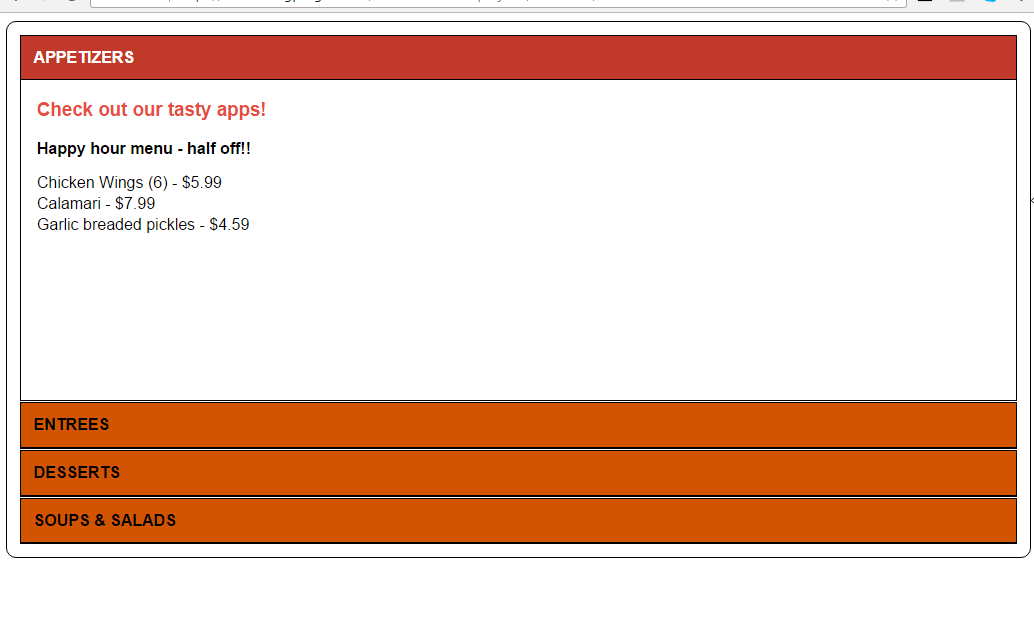 APPETIZERS
Check out our tasty apps!
Happy hour menu - half off!!
Chicken Wings (6) - $5.99
Calamari - $7.99
Garlic breaded pickles - $4.59
ENTREES
DESSERTS
SOUPS & SALADS